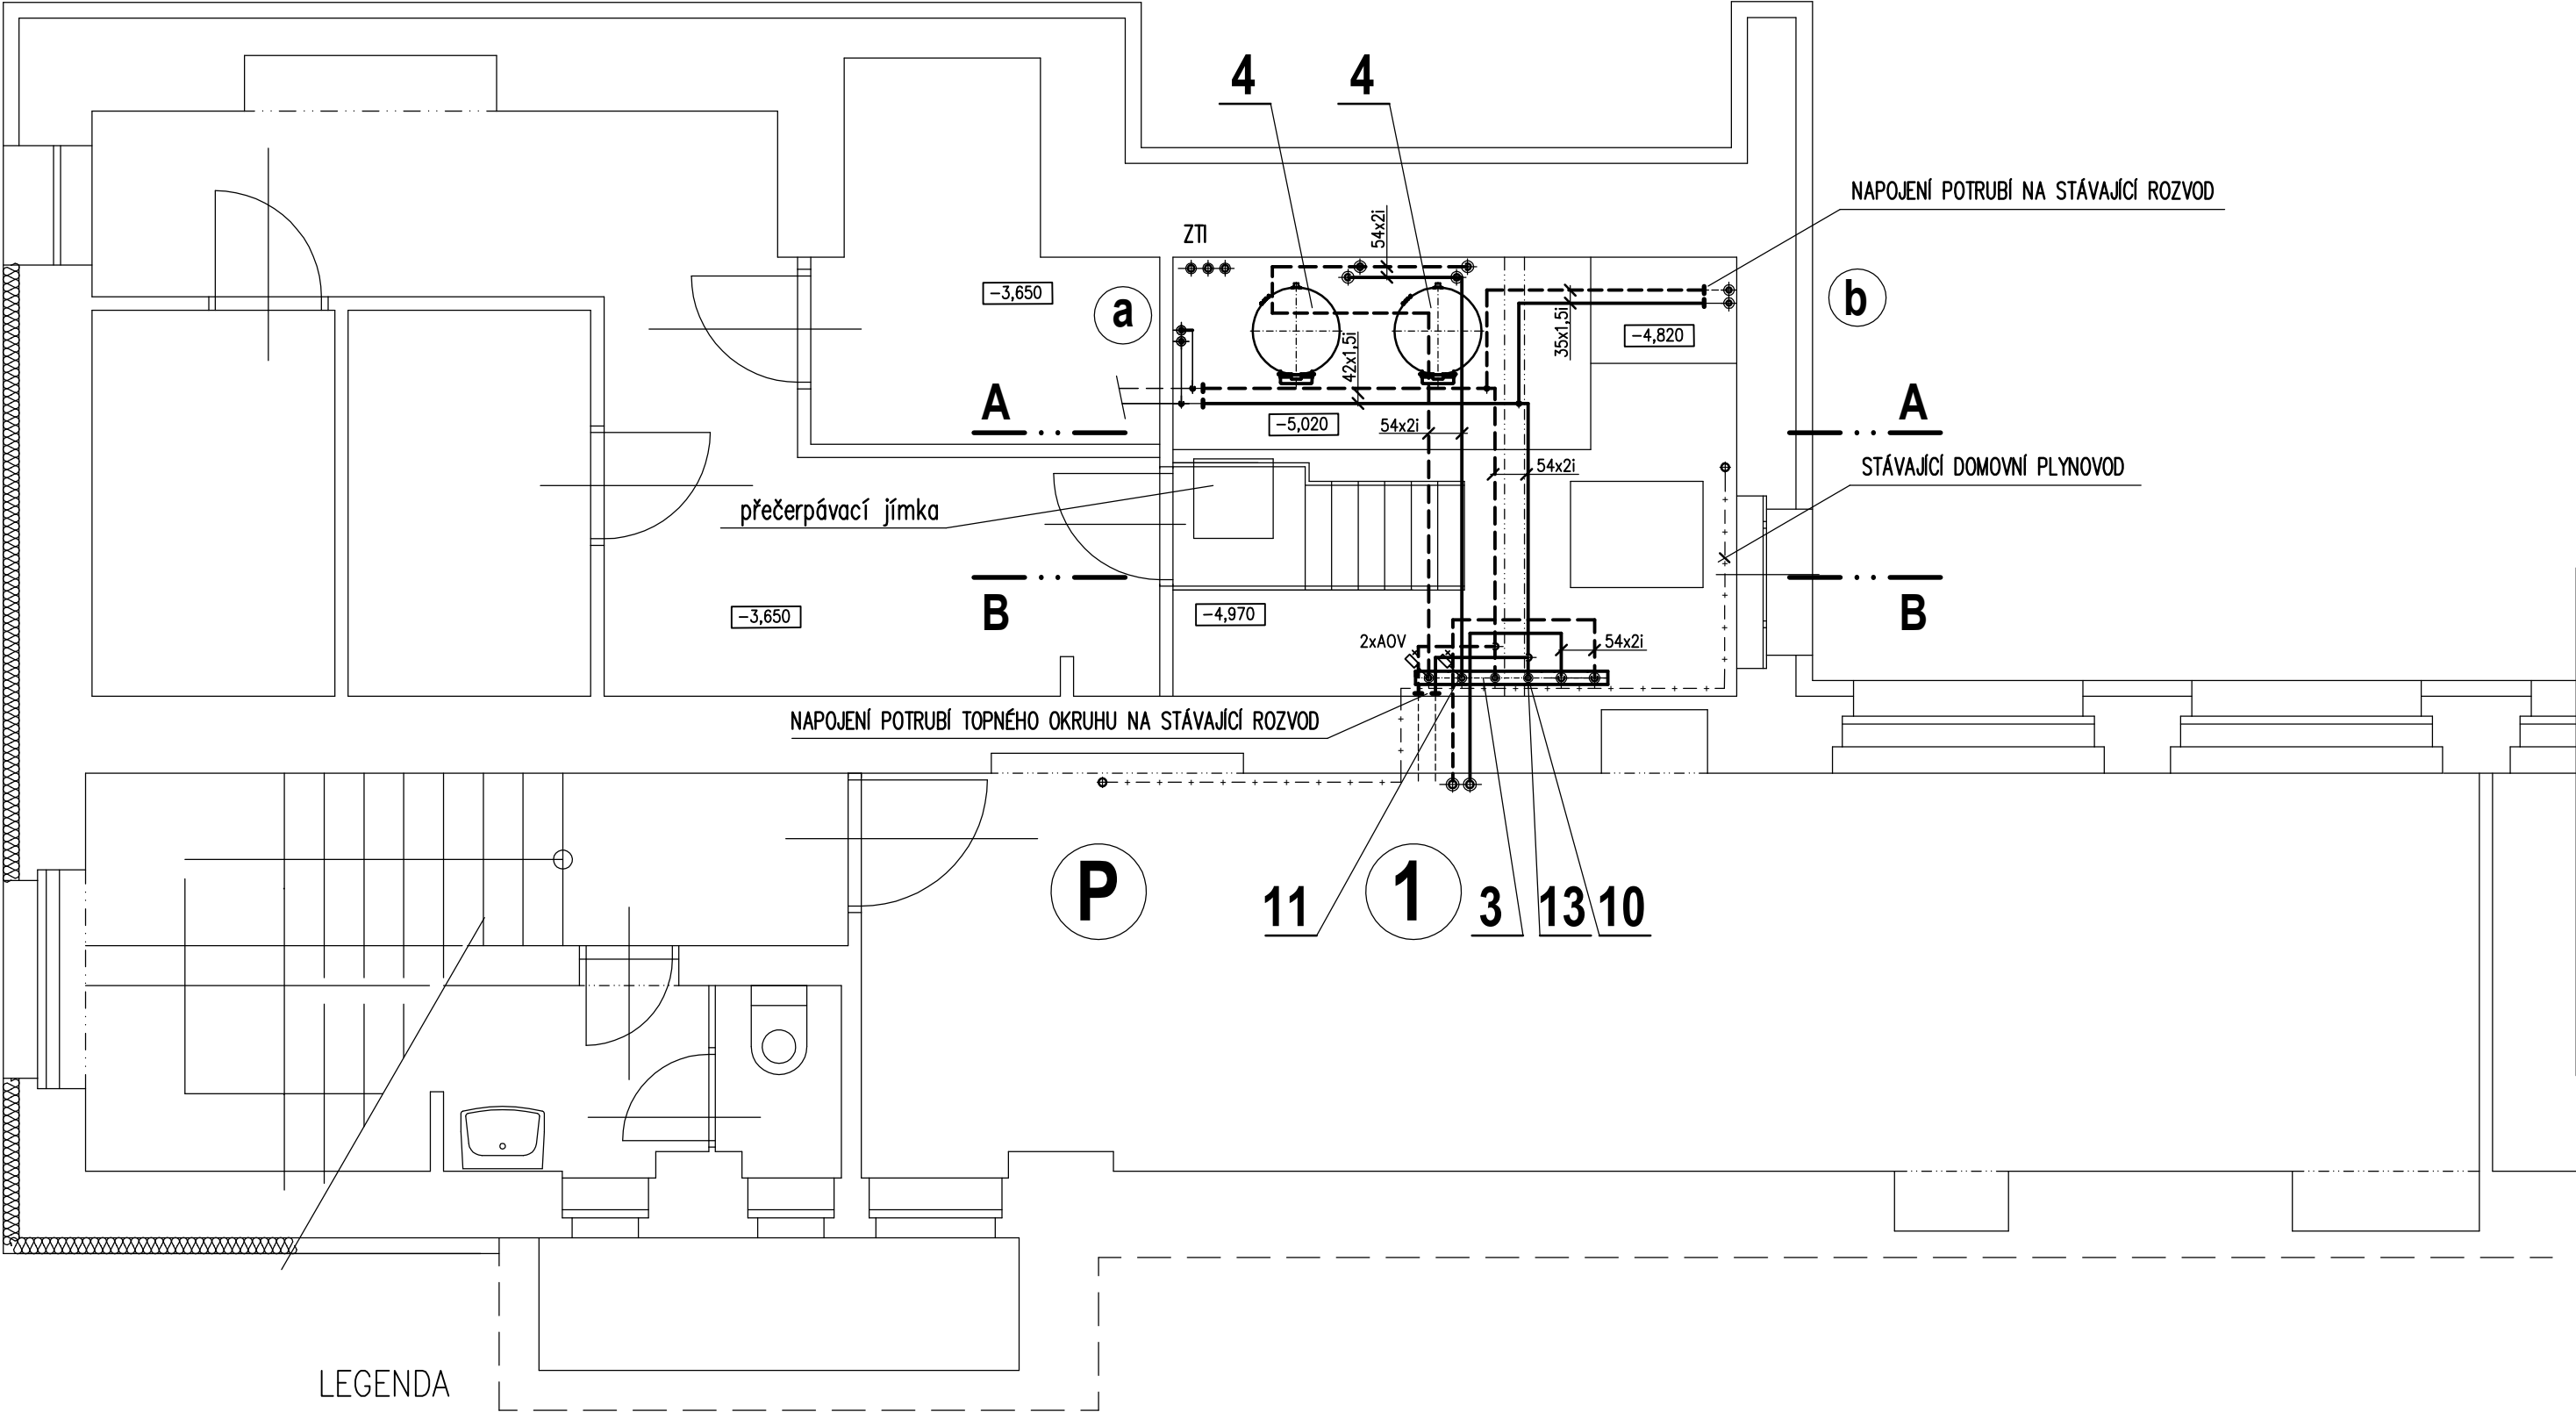 4 4
NAPOJENÍ POTRUBÍ NA STÁVAJÍCÍ ROZVOD
54x2i
ZTI
-3,650
a
b
35x1,5i
-4,820
42x1,5i
A A
-5,020
54x2i
54x2i
STÁVAJÍCÍ DOMOVNÍ PLYNOVOD
přečerpávací jímka
B B
-3,650
-4,970
2xAOV
54x2i
NAPOJENÍ POTRUBÍ TOPNÉHO OKRUHU NA STÁVAJÍCÍ ROZVOD
P 11 1 3 13 10
LEGENDA